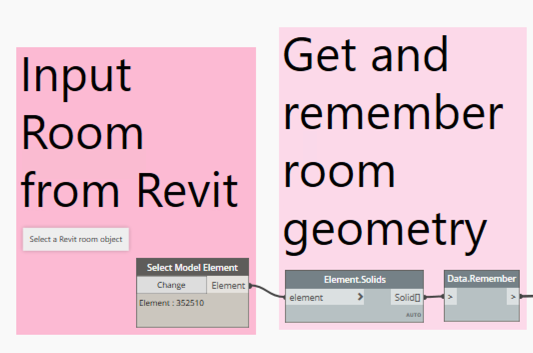 Input
Room
from Revit
Select a Revit room object
Select Model Element
Change
Element
Element : 352510
Get and
remember
room
geometry
Element.Solids
element
>
Solid[]
AUTO
Data.Remember
>
>